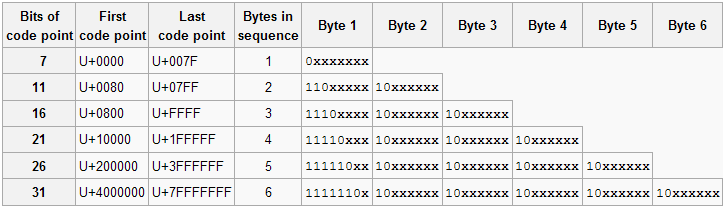 Bits of code point First code point Last code point Bytes in sequence Byte 1 Byte 2 Byte 3 Byte 4 Byte 5 Byte 6
7 U+0000 U+007F 1 0xxxxxxx
11 U+0080 U+07FF 2 110xxxxx 10xxxxxx
16 U+0800 U+FFFF 3 1110xxxx 10xxxxxx 10xxxxxx
21 U+10000 U+1FFFFF 4 11110xxx 10xxxxxx 10xxxxxx 10xxxxxx
26 U+200000 U+3FFFFFF 5 111110xx 10xxxxxx 10xxxxxx 10xxxxxx 10xxxxxx
31 U+4000000 U+7FFFFFFF 6 1111110x 10xxxxxx 10xxxxxx 10xxxxxx 10xxxxxx 10xxxxxx